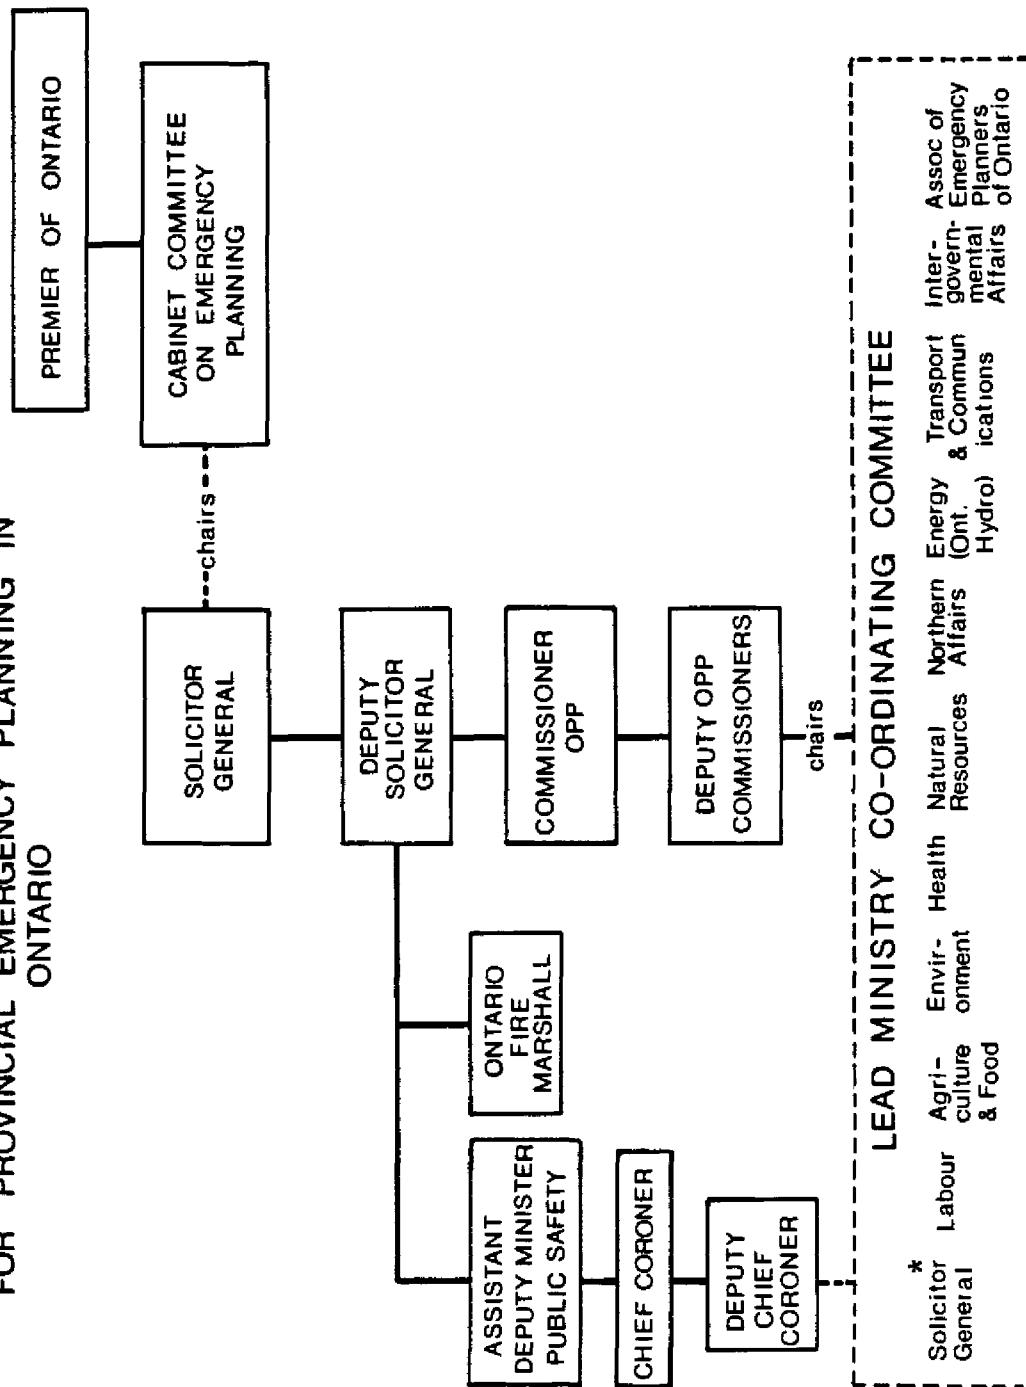 FOR PROVINCIAL EMERGENCY PLANNING IN
ONTARIO
PREMIER OF ONTARIO
CABINET COMMITTEE
ON EMERGENCY
PLANNING
chairs
SOLICITOR
GENERAL
DEPUTY
SOLICITOR
GENERAL
COMMISSIONER
OPP
DEPUTY OPP
COMMISSIONERS
chairs
ONTARIO
FIRE
MARSHALL
ASSISTANT
DEPUTY MINISTER
PUBLIC SAFETY
CHIEF CORONER
DEPUTY
CHIEF
CORONER
LEAD MINISTRY CO-ORDINATING COMMITTEE
Solicitor *
General
Labour
Agri-
culture
& Food
Envir-
onment
Health
Natural
Resources
Northern
Affairs
Energy
(Ont.
Hydro)
Transport
& Commun
ications
Inter-
govern-
mental
Affairs
Assoc of
Emergency
Planners
of Ontario